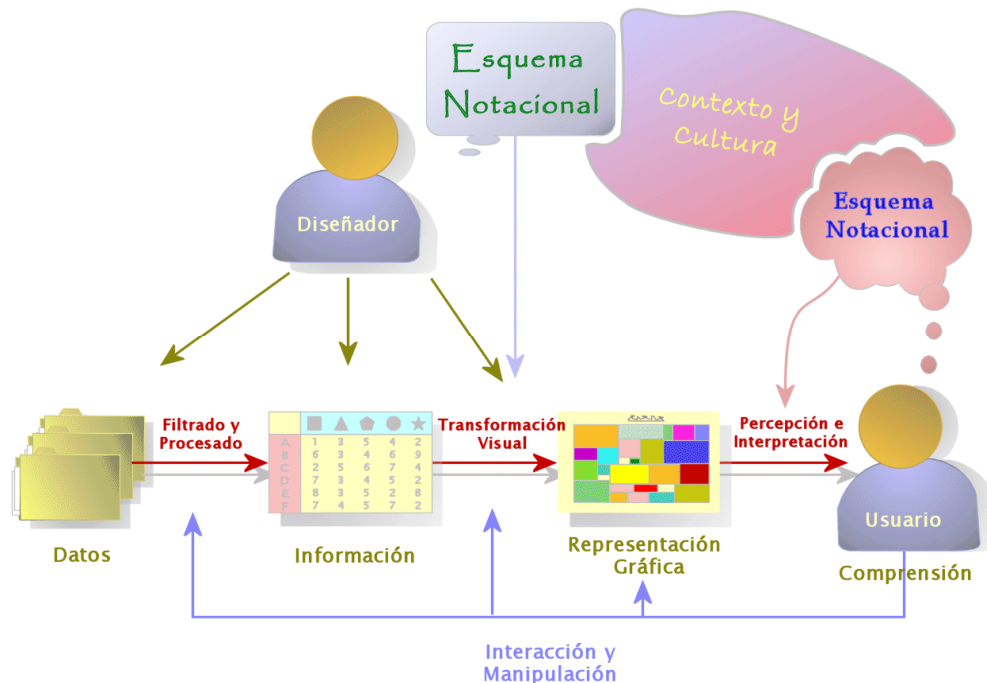 Esquema
Notacional
Contexto y
Cultura
Esquema
Notacional
Diseñador
Filtrado y
Procesado
Transformación
Visual
Percepción e
Interpretación
A 1 3 5 4 2
B 6 3 4 6 9
C 2 5 6 7 4
D 7 3 4 5 2
E 8 3 5 2 8
F 7 4 5 7 2
Usuario
Datos
Información
Representación
Gráfica
Comprensión
Interacción y
Manipulación